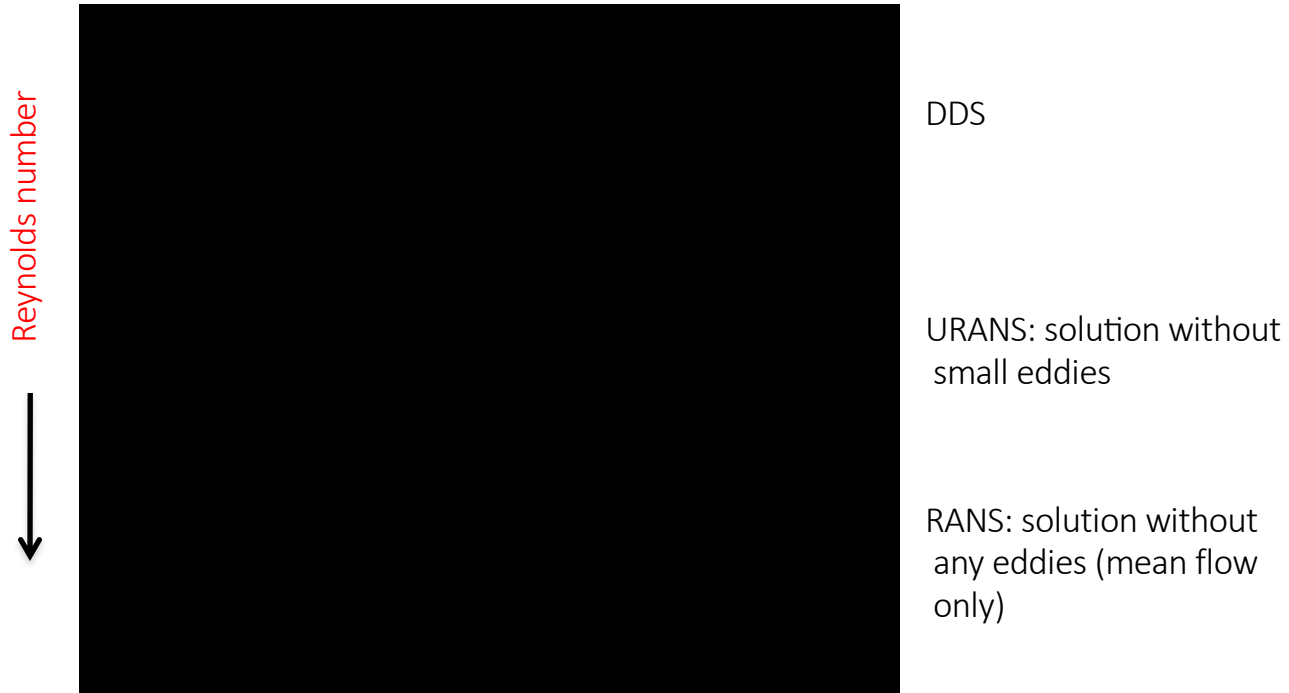 Reynolds number
DDS
URANS: solution without
small eddies
RANS: solution without
any eddies (mean flow
only)